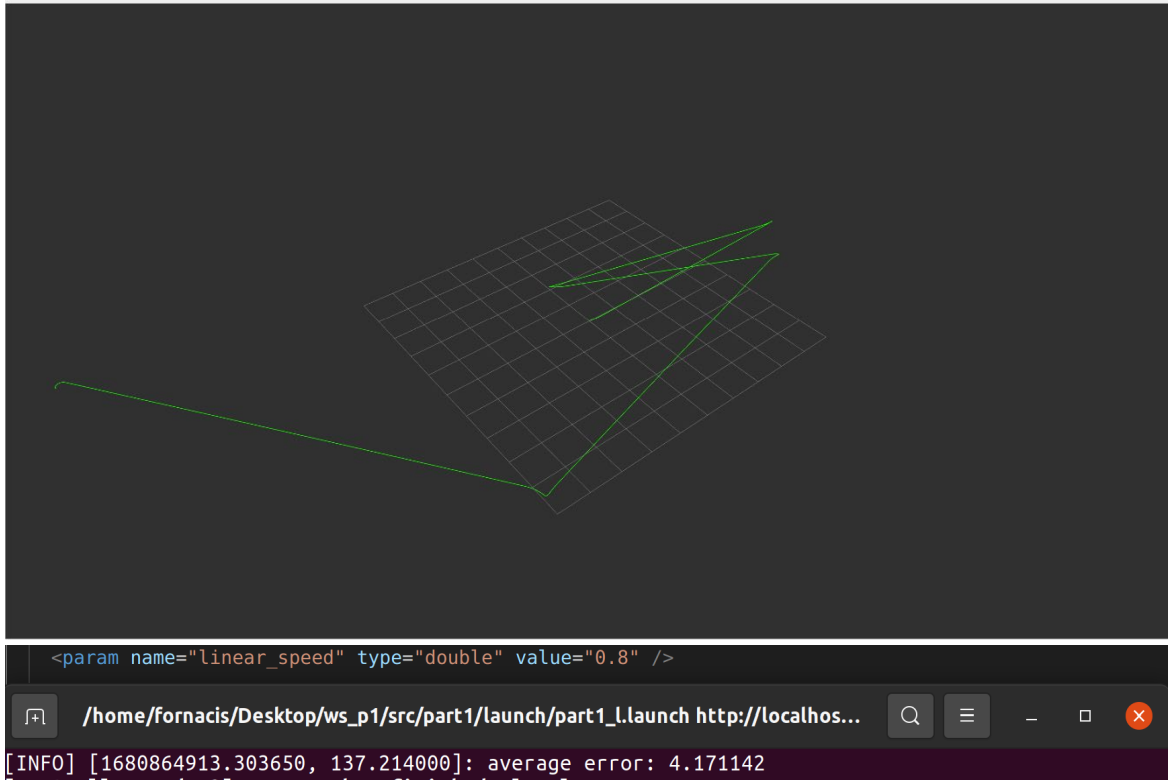 <param name="linear_speed" type="double" value="0.8" />
/home/fornacis/Desktop/ws_p1/src/part1/launch/part1_l.launch http://localhos...
[INFO] [1680864913.303650, 137.214000]: average error: 4.171142